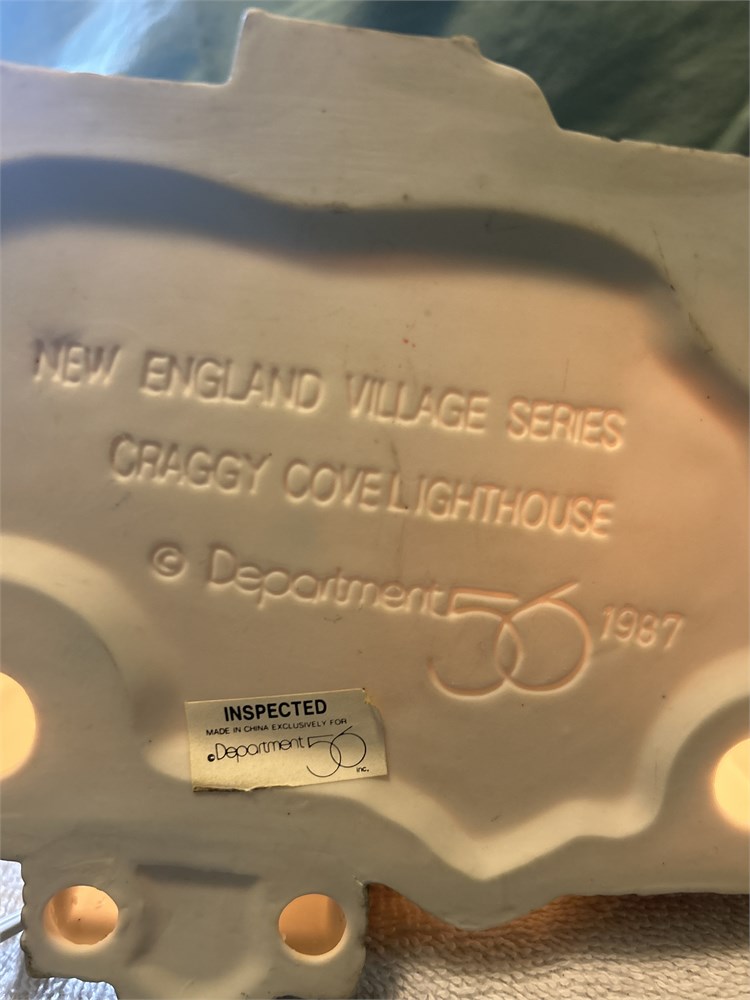 NEW ENGLAND VILLAGE SERIES
CRAGGY COVE LIGHTHOUSE
© Department 56 1987
INSPECTED
MADE IN CHINA EXCLUSIVELY FOR
©Department 56
inc.